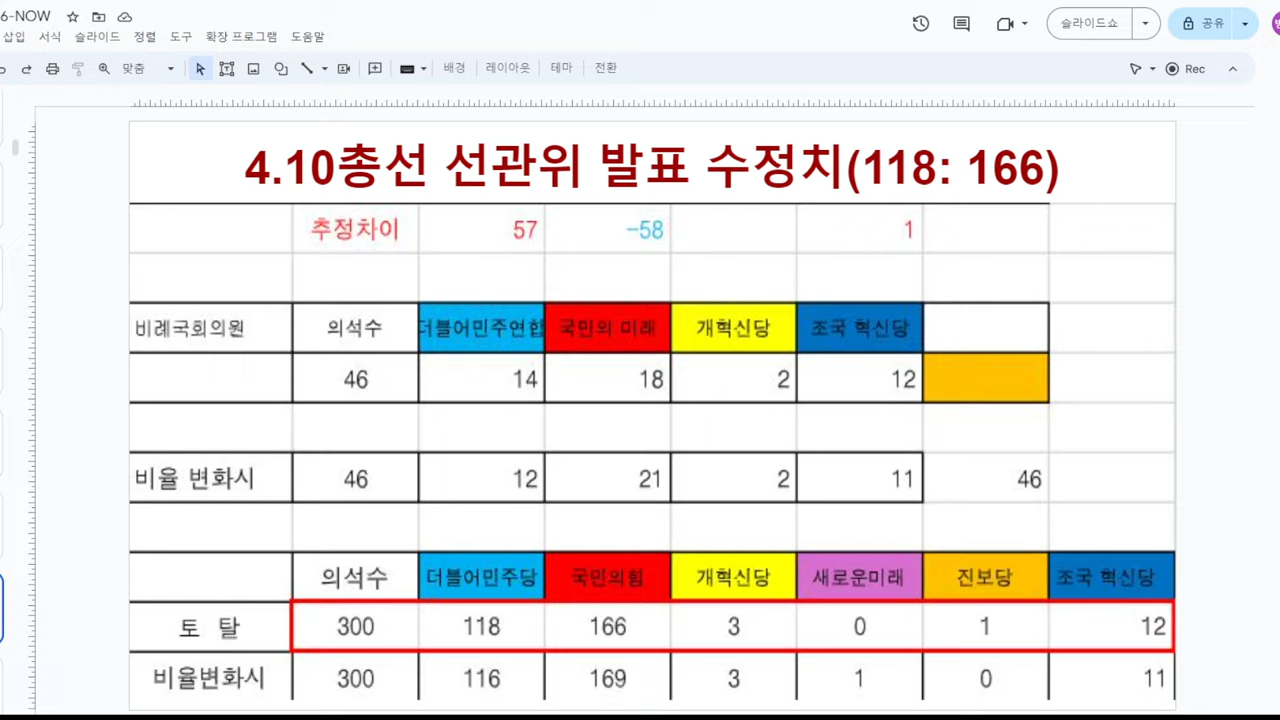 6-NOW
삽입 서식 슬라이드 정렬 도구 확장 프로그램 도움말
슬라이드쇼
공유
맞춤
배경 레이아웃 테마 전환
Rec
4.10총선 선관위 발표 수정치(118: 166)
추정차이 57 -58 1
비례국회의원 의석수 더불어민주연합 국민의 미래 개혁신당 조국 혁신당
46 14 18 2 12
비율 변화시 46 12 21 2 11 46
의석수 더불어민주당 국민의힘 개혁신당 새로운미래 진보당 조국 혁신당
토 탈 300 118 166 3 0 1 12
비율변화시 300 116 169 3 1 0 11